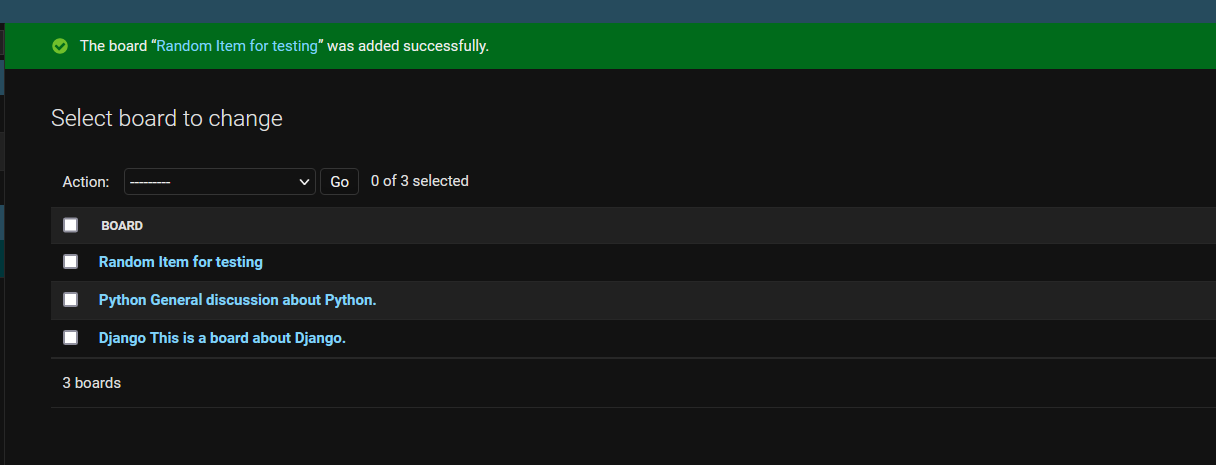 The board “Random Item for testing” was added successfully.
Select board to change
Action: --------- Go 0 of 3 selected
BOARD
Random Item for testing
Python General discussion about Python.
Django This is a board about Django.
3 boards